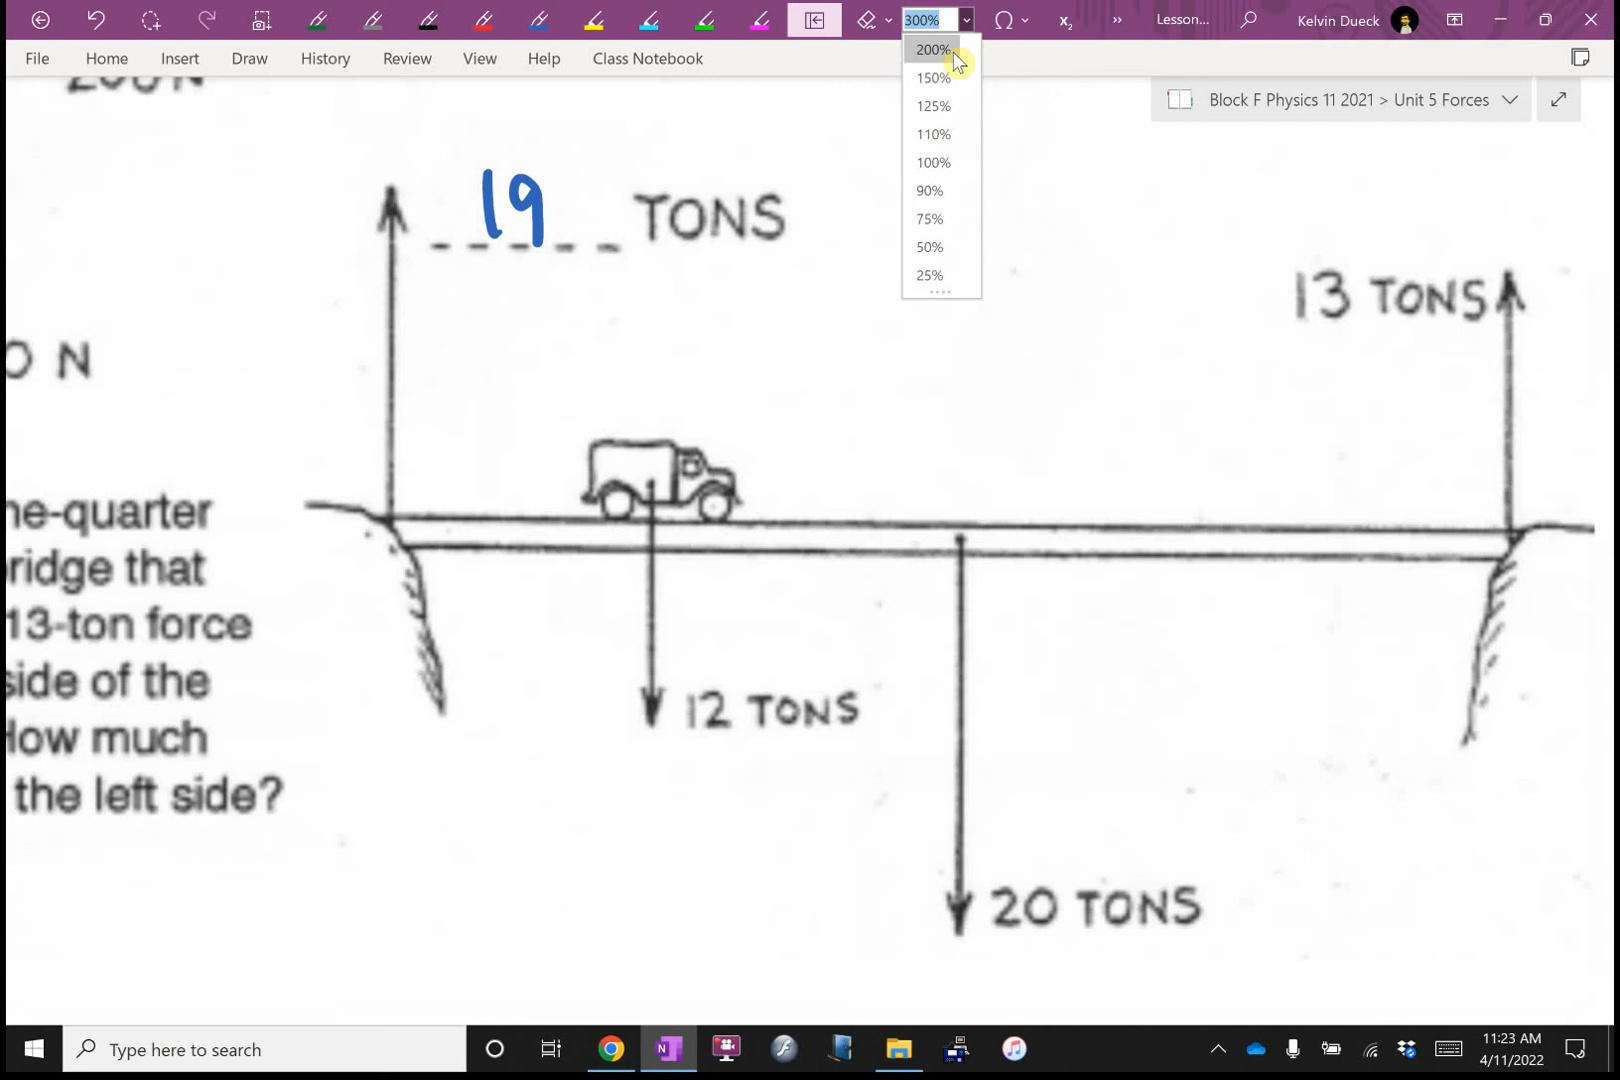 300%
Lesson...
Kelvin Dueck
File Home Insert Draw History Review View Help Class Notebook
200%
150%
125%
110%
100%
90%
75%
50%
25%
Block F Physics 11 2021 > Unit 5 Forces
200 N
19 TONS
13 TONS
O N
ne-quarter
ridge that
13-ton force
side of the
How much
the left side?
12 TONS
20 TONS
Type here to search
11:23 AM
4/11/2022